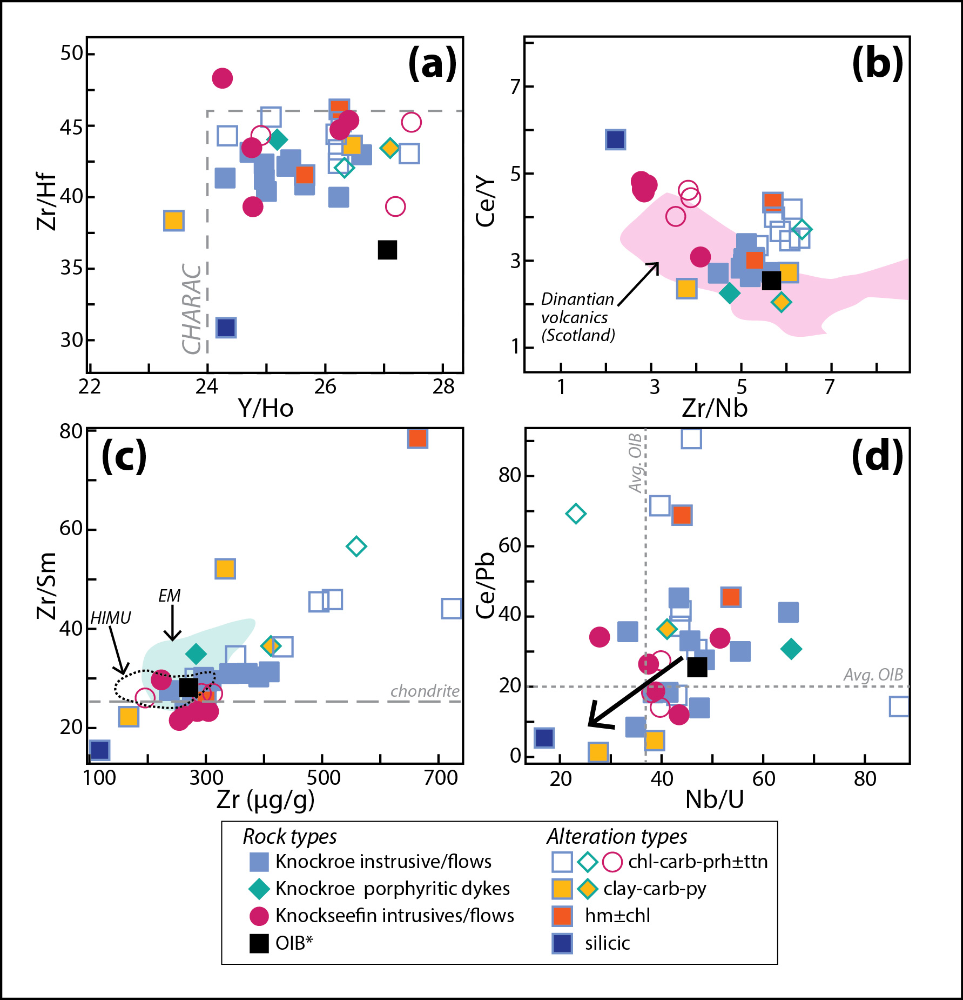 (a)
50
45
40
35
30
Zr/Hf
CHARAC
22
24
26
28
Y/Ho
(b)
7
5
3
1
Ce/Y
Dinantian
volcanics
(Scotland)
1
3
5
7
Zr/Nb
(c)
80
60
40
20
Zr/Sm
EM
HIMU
chondrite
100
300
500
700
Zr (µg/g)
(d)
80
60
40
20
0
Ce/Pb
Avg. OIB
Avg. OIB
20
40
60
80
Nb/U
Rock types
Knockroe instrusive/flows
Knockroe porphyritic dykes
Knockseefin intrusives/flows
OIB*
Alteration types
chl-carb-prh±ttn
clay-carb-py
hm±chl
silicic